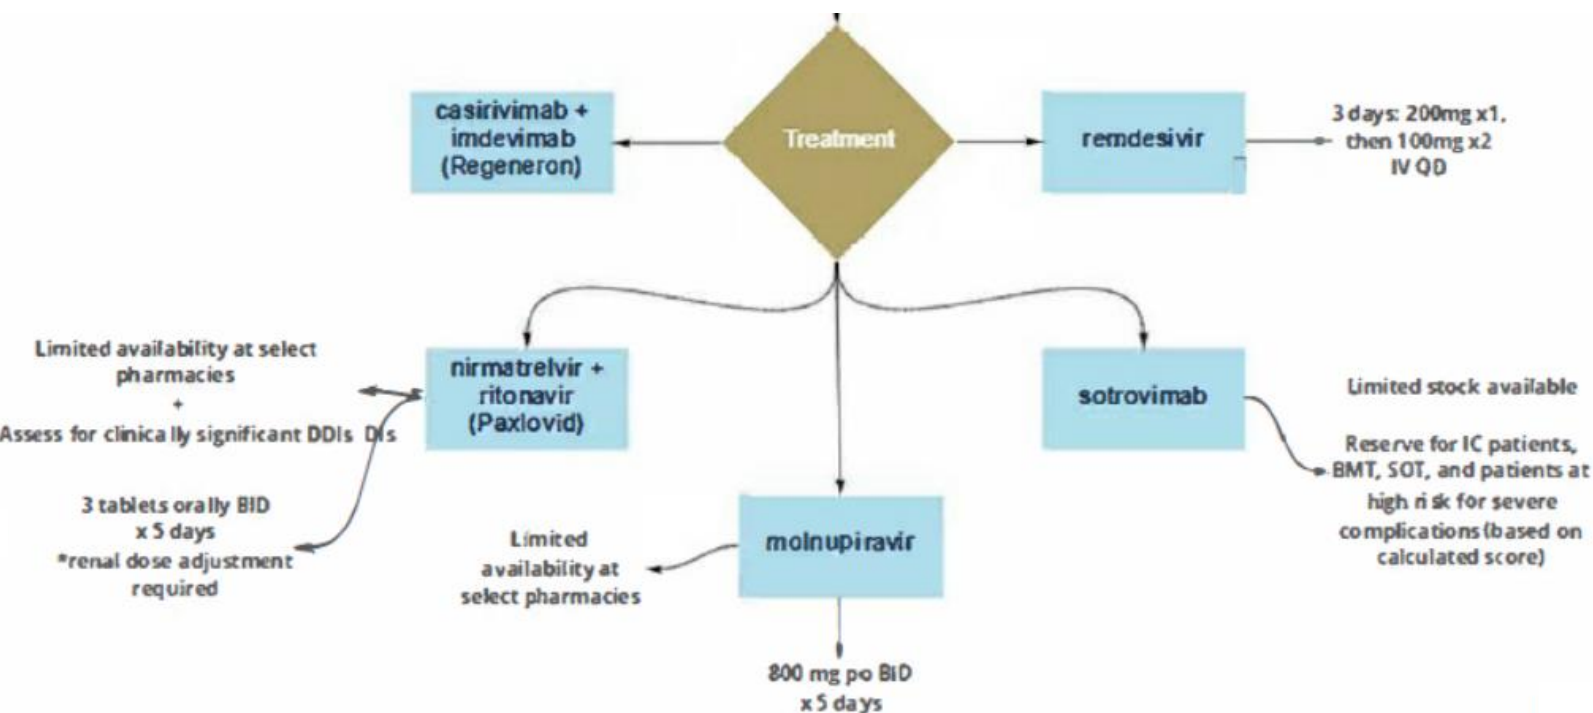 casirivimab +
imdevimab
(Regeneron)
Treatment
remdesivir
3 days: 200mg x1,
then 100mg x2
IV QD
Limited availability at select
pharmacies
+
Assess for clinically significant DDIs DIs
nirmatrelvir +
ritonavir
(Paxlovid)
3 tablets orally BID
x 5 days
*renal dose adjustment
required
molnupiravir
Limited
availability at
select pharmacies
800 mg po BID
x 5 days
sotrovimab
Limited stock available
Reserve for IC patients,
BMT, SOT, and patients at
high risk for severe
complications (based on
calculated score)